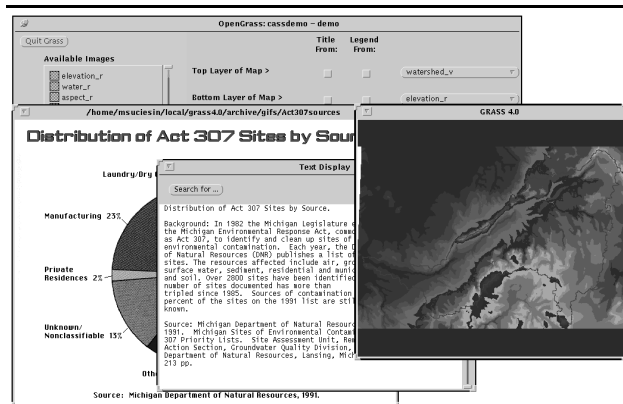 OpenGrass: cassdemo – demo
Quit Grass
Title From:
Legend From:
Available Images
elevation_r
water_r
aspect_r
Top Layer of Map >
watershed_v
Bottom Layer of Map >
elevation_r
/home/msuciesin/local/grass4.0/archive/gifs/Act307sources
GRASS 4.0
Distribution of Act 307 Sites by Sour
Laundry/Dry
Manufacturing 23%
Private
Residences 2%
Unknown/
Nonclassifiable 13%
Oth
Source: Michigan Department of Natural Resources, 1991.
Text Display
Search for ...
Distribution of Act 307 Sites by Source.
Background: In 1982 the Michigan Legislature
the Michigan Environmental Response Act, comm
as Act 307, to identify and clean up sites of
environmental contamination. Each year, the D
of Natural Resources (DNR) publishes a list of
sites. The resources affected include air, gr
surface water, sediment, residential and munic
and soil. Over 2800 sites have been identified
number of sites documented has more than
tripled since 1985. Sources of contamination
percent of the sites on the 1991 list are stil
known.
Source: Michigan Department of Natural Resourc
1991. Michigan Sites of Environmental Contam
307 Priority Lists. Site Assessment Unit, Rem
Action Section, Groundwater Quality Division,
Department of Natural Resources, Lansing, Mich
213 pp.